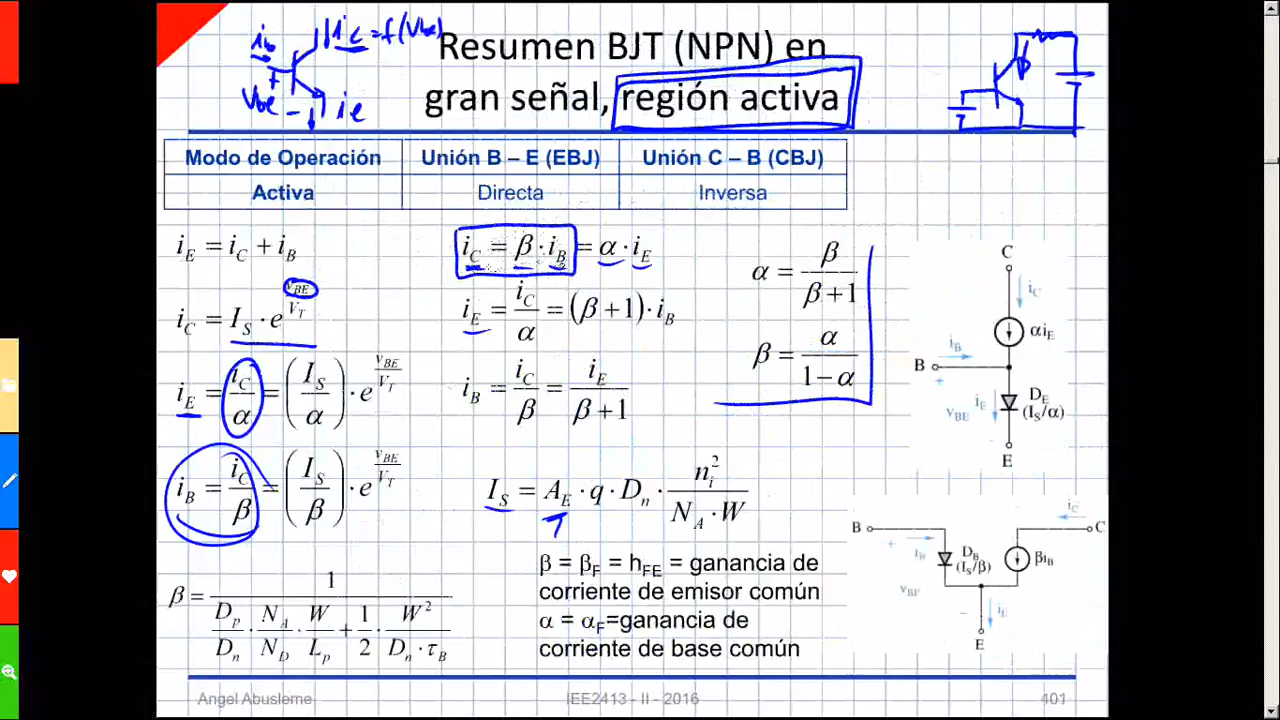 i_b
i_c = f(V_be)
V_be
+
−
i_e
Resumen BJT (NPN) en
gran señal, región activa
Modo de Operación	Unión B – E (EBJ)	Unión C – B (CBJ)
Activa	Directa	Inversa
i_E = i_C + i_B
i_C = I_S · e^(v_BE / V_T)
i_E = i_C / α = (I_S / α) · e^(v_BE / V_T)
i_B = i_C / β = (I_S / β) · e^(v_BE / V_T)
β = 1 / (D_p/D_n · N_A/N_D · W/L_p + 1/2 · W²/(D_n · τ_B))
i_C = β · i_B = α · i_E
i_E = i_C / α = (β + 1) · i_B
i_B = i_C / β = i_E / (β + 1)
I_S = A_E · q · D_n · n_i² / (N_A · W)
β = β_F = h_FE = ganancia de
corriente de emisor común
α = α_F=ganancia de
corriente de base común
α = β / (β + 1)
β = α / (1 − α)
C
i_C
αi_E
B
i_B
+
v_BE
i_E
D_E
(I_S/α)
E
B
C
i_C
i_B
+
D_B
(I_S/β)
βi_B
v_BE
−
i_E
E
Angel Abusleme
IEE2413 - II - 2016
401